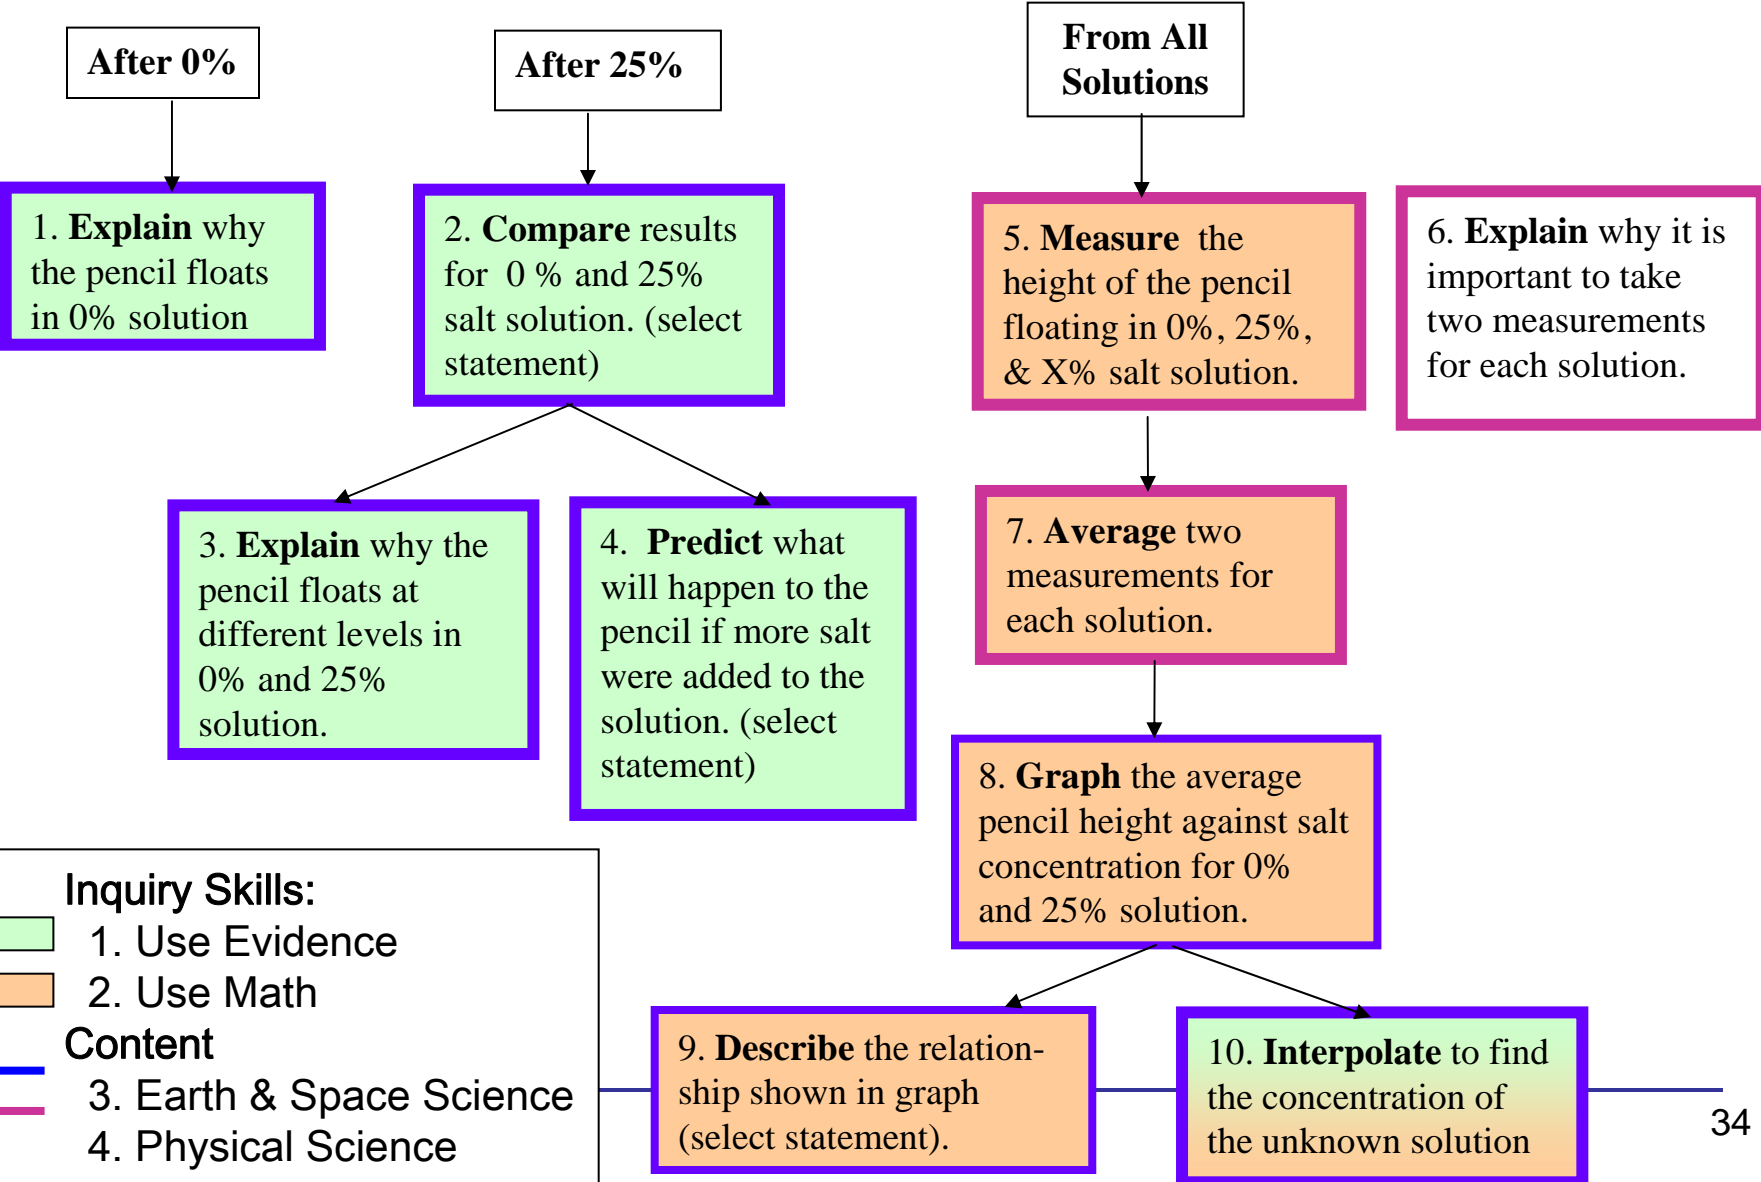 After 0%
After 25%
From All
Solutions
1. Explain why
the pencil floats
in 0% solution
2. Compare results
for 0 % and 25%
salt solution. (select
statement)
5. Measure the
height of the pencil
floating in 0%, 25%,
& X% salt solution.
6. Explain why it is
important to take
two measurements
for each solution.
3. Explain why the
pencil floats at
different levels in
0% and 25%
solution.
4. Predict what
will happen to the
pencil if more salt
were added to the
solution. (select
statement)
7. Average two
measurements for
each solution.
8. Graph the average
pencil height against salt
concentration for 0%
and 25% solution.
Inquiry Skills:
1. Use Evidence
2. Use Math
Content
3. Earth & Space Science
4. Physical Science
9. Describe the relation-
ship shown in graph
(select statement).
10. Interpolate to find
the concentration of
the unknown solution
34